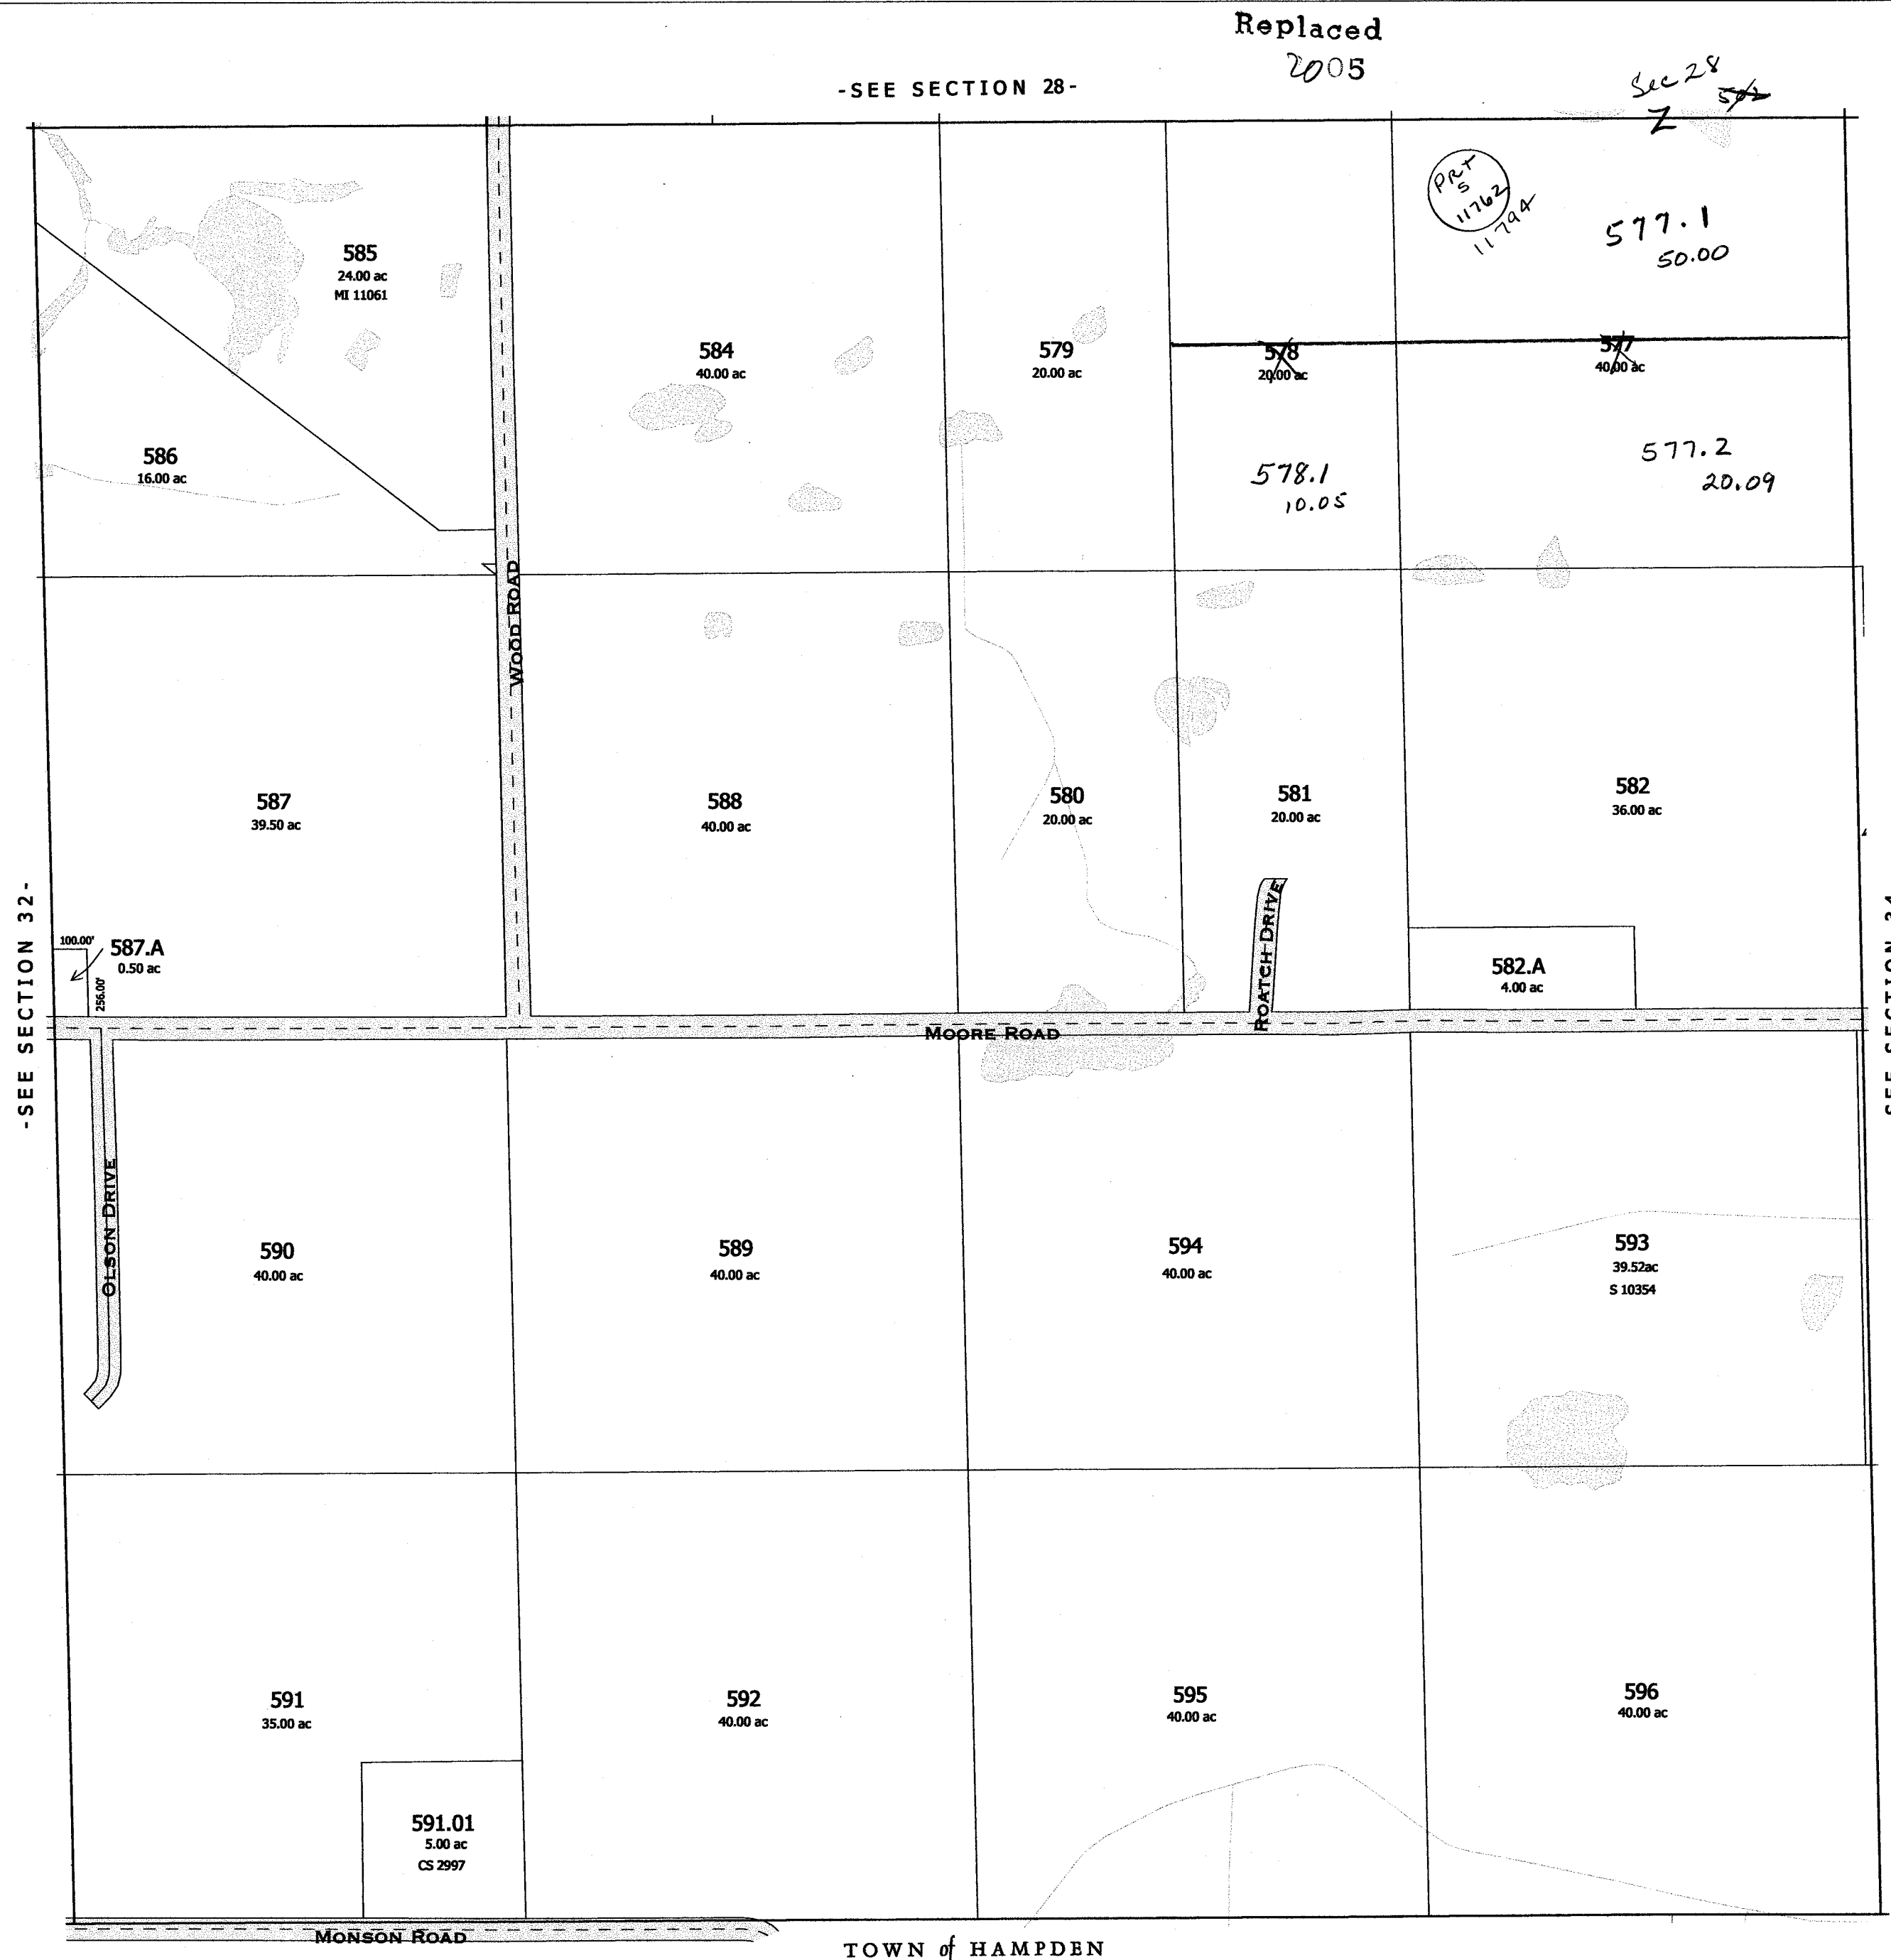 Replaced
2005
-SEE SECTION 28-
Sec 28
Z
PRT
S
11762
11794
577.1
50.00
585
24.00 ac
MI 11061
584
40.00 ac
579
20.00 ac
578
20.00 ac
577
40.00 ac
586
16.00 ac
578.1
10.05
577.2
20.09
WOOD ROAD
587
39.50 ac
588
40.00 ac
580
20.00 ac
581
20.00 ac
582
36.00 ac
-SEE SECTION 32-
100.00'
587.A
0.50 ac
256.00'
ROATCH DRIVE
582.A
4.00 ac
SEE SECTION 34
MOORE ROAD
OLSON DRIVE
590
40.00 ac
589
40.00 ac
594
40.00 ac
593
39.52ac
S 10354
591
35.00 ac
592
40.00 ac
595
40.00 ac
596
40.00 ac
591.01
5.00 ac
CS 2997
MONSON ROAD
TOWN of HAMPDEN